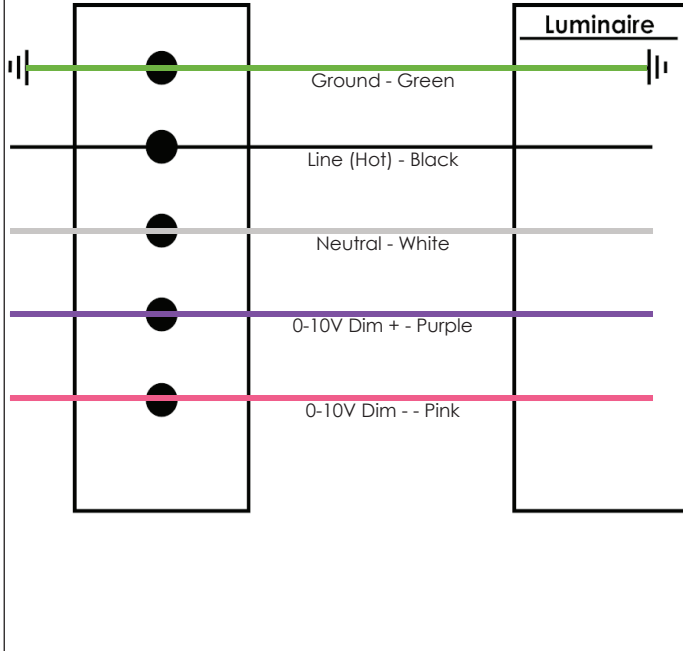 Luminaire
Ground - Green
Line (Hot) - Black
Neutral - White
0-10V Dim + - Purple
0-10V Dim - - Pink